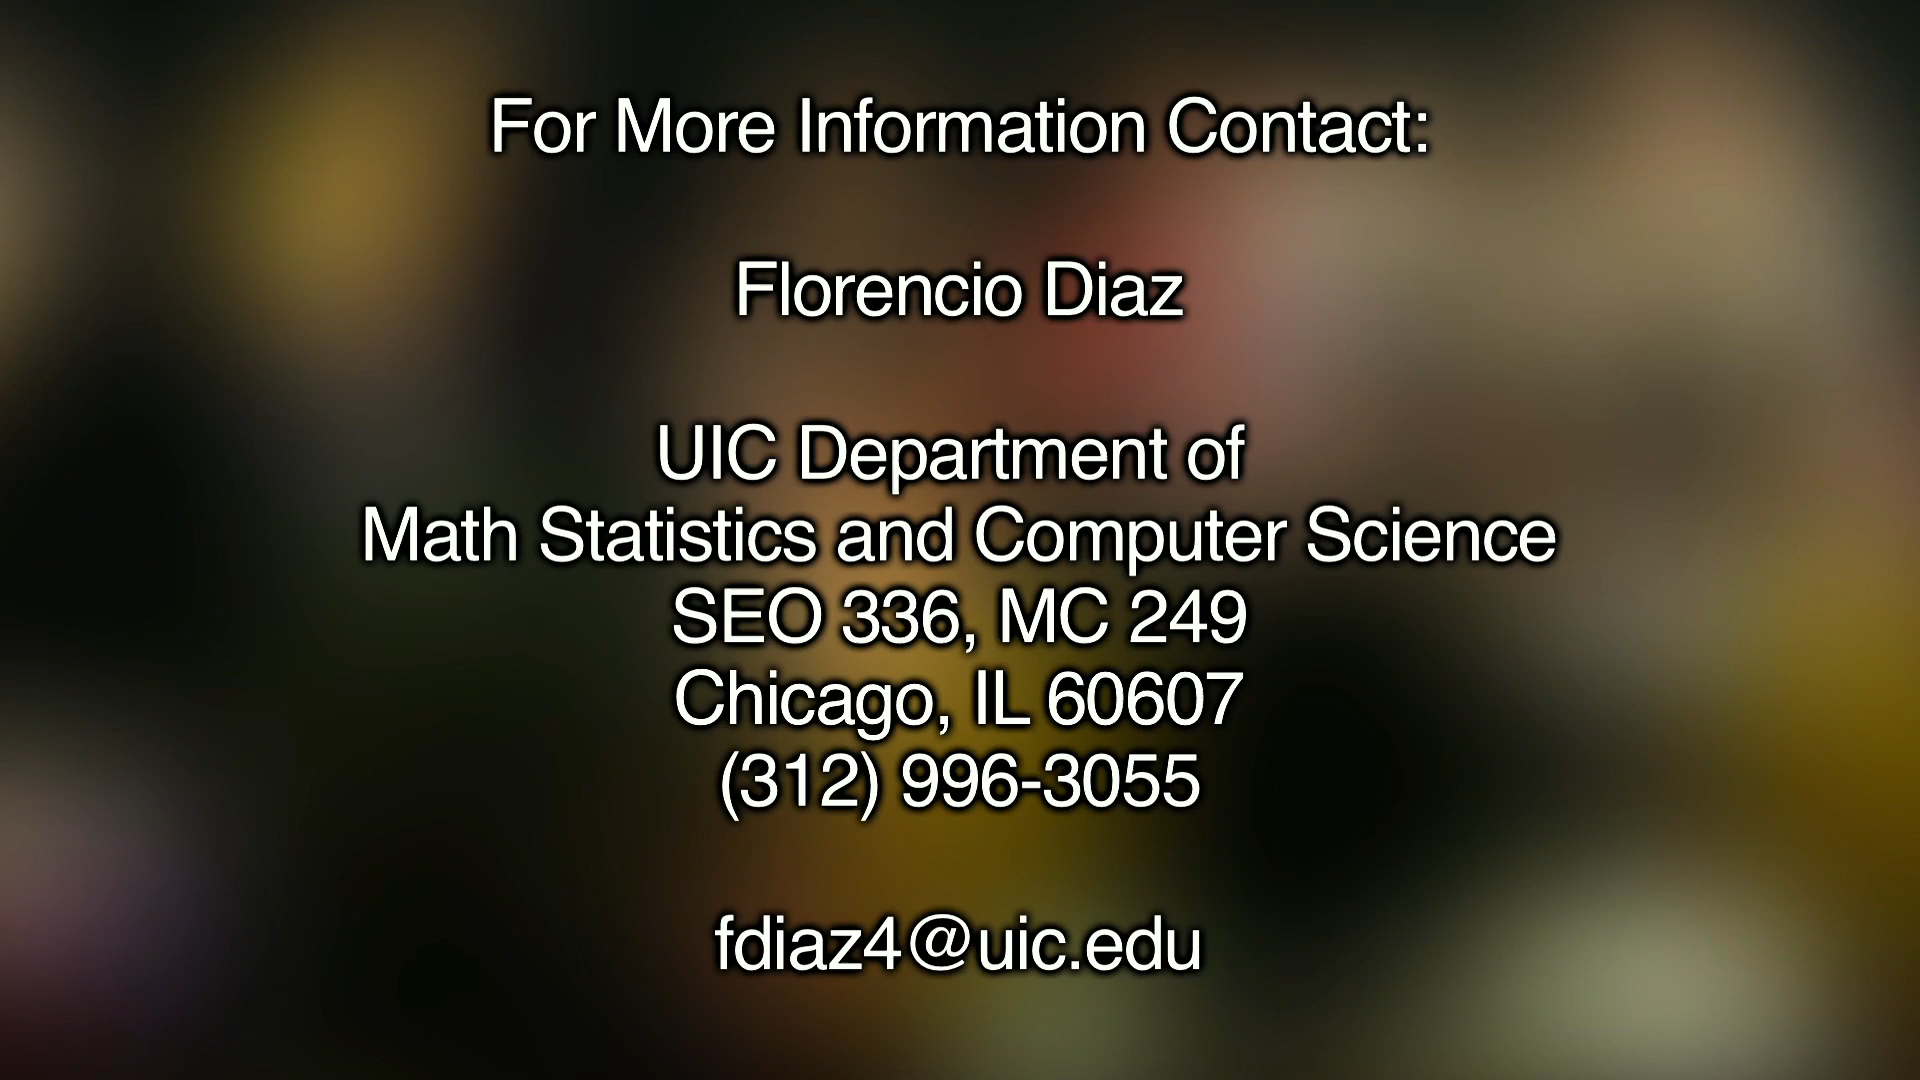 For More Information Contact:
Florencio Diaz
UIC Department of
Math Statistics and Computer Science
SEO 336, MC 249
Chicago, IL 60607
(312) 996-3055
fdiaz4@uic.edu